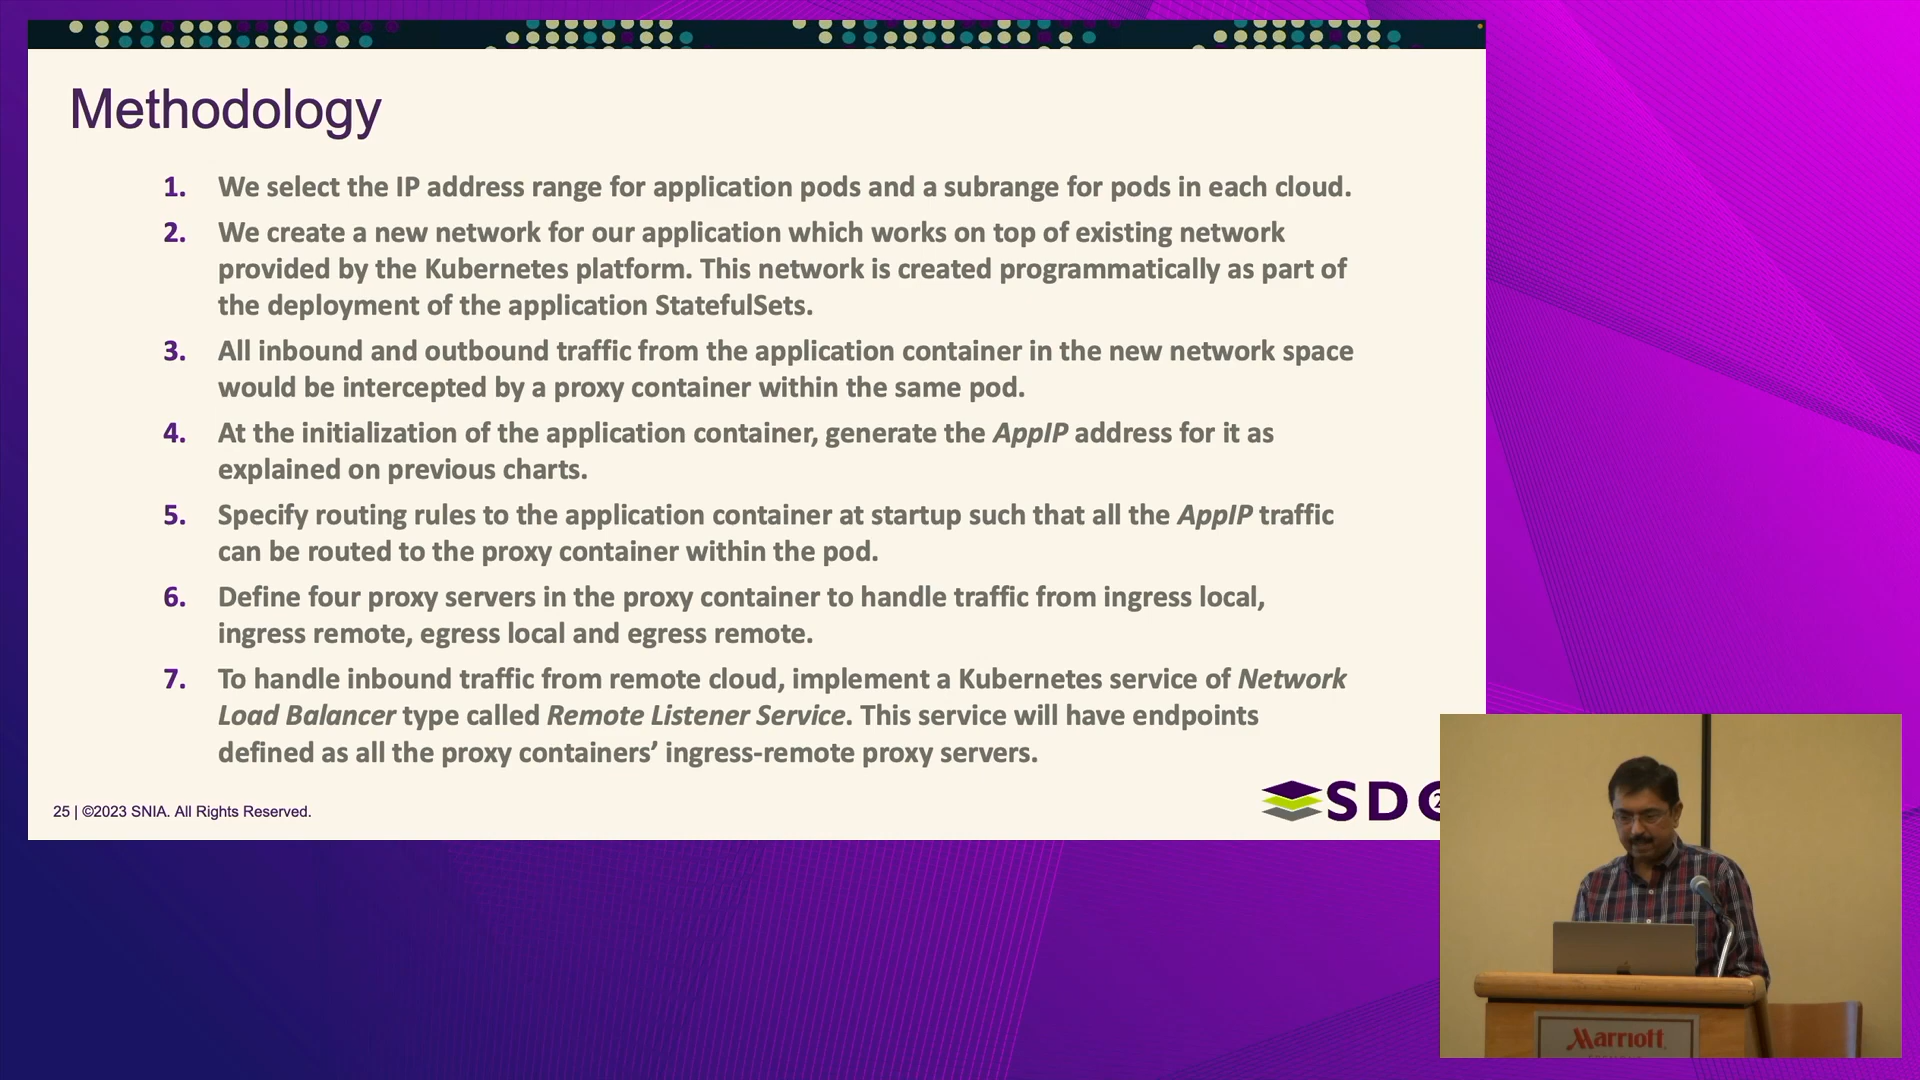 Methodology
1. We select the IP address range for application pods and a subrange for pods in each cloud.
2. We create a new network for our application which works on top of existing network
provided by the Kubernetes platform. This network is created programmatically as part of
the deployment of the application StatefulSets.
3. All inbound and outbound traffic from the application container in the new network space
would be intercepted by a proxy container within the same pod.
4. At the initialization of the application container, generate the AppIP address for it as
explained on previous charts.
5. Specify routing rules to the application container at startup such that all the AppIP traffic
can be routed to the proxy container within the pod.
6. Define four proxy servers in the proxy container to handle traffic from ingress local,
ingress remote, egress local and egress remote.
7. To handle inbound traffic from remote cloud, implement a Kubernetes service of Network
Load Balancer type called Remote Listener Service. This service will have endpoints
defined as all the proxy containers’ ingress-remote proxy servers.
25 | ©2023 SNIA. All Rights Reserved.
SDC
Marriott